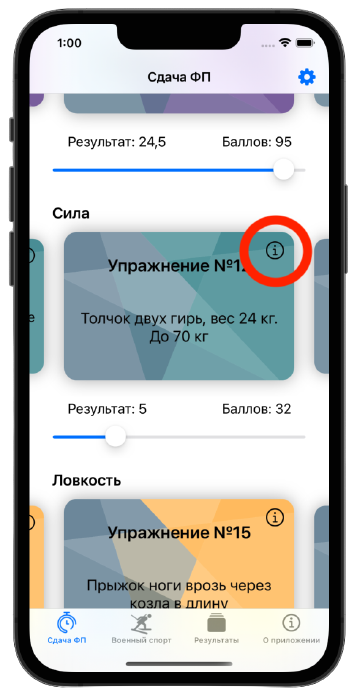 1:00
Сдача ФП
Результат: 24,5 Баллов: 95
Сила
Упражнение №12
Толчок двух гирь, вес 24 кг.
До 70 кг
Результат: 5 Баллов: 32
Ловкость
Упражнение №15
Прыжок ноги врозь через
козла в длину
Сдача ФП Военный спорт Результаты О приложении